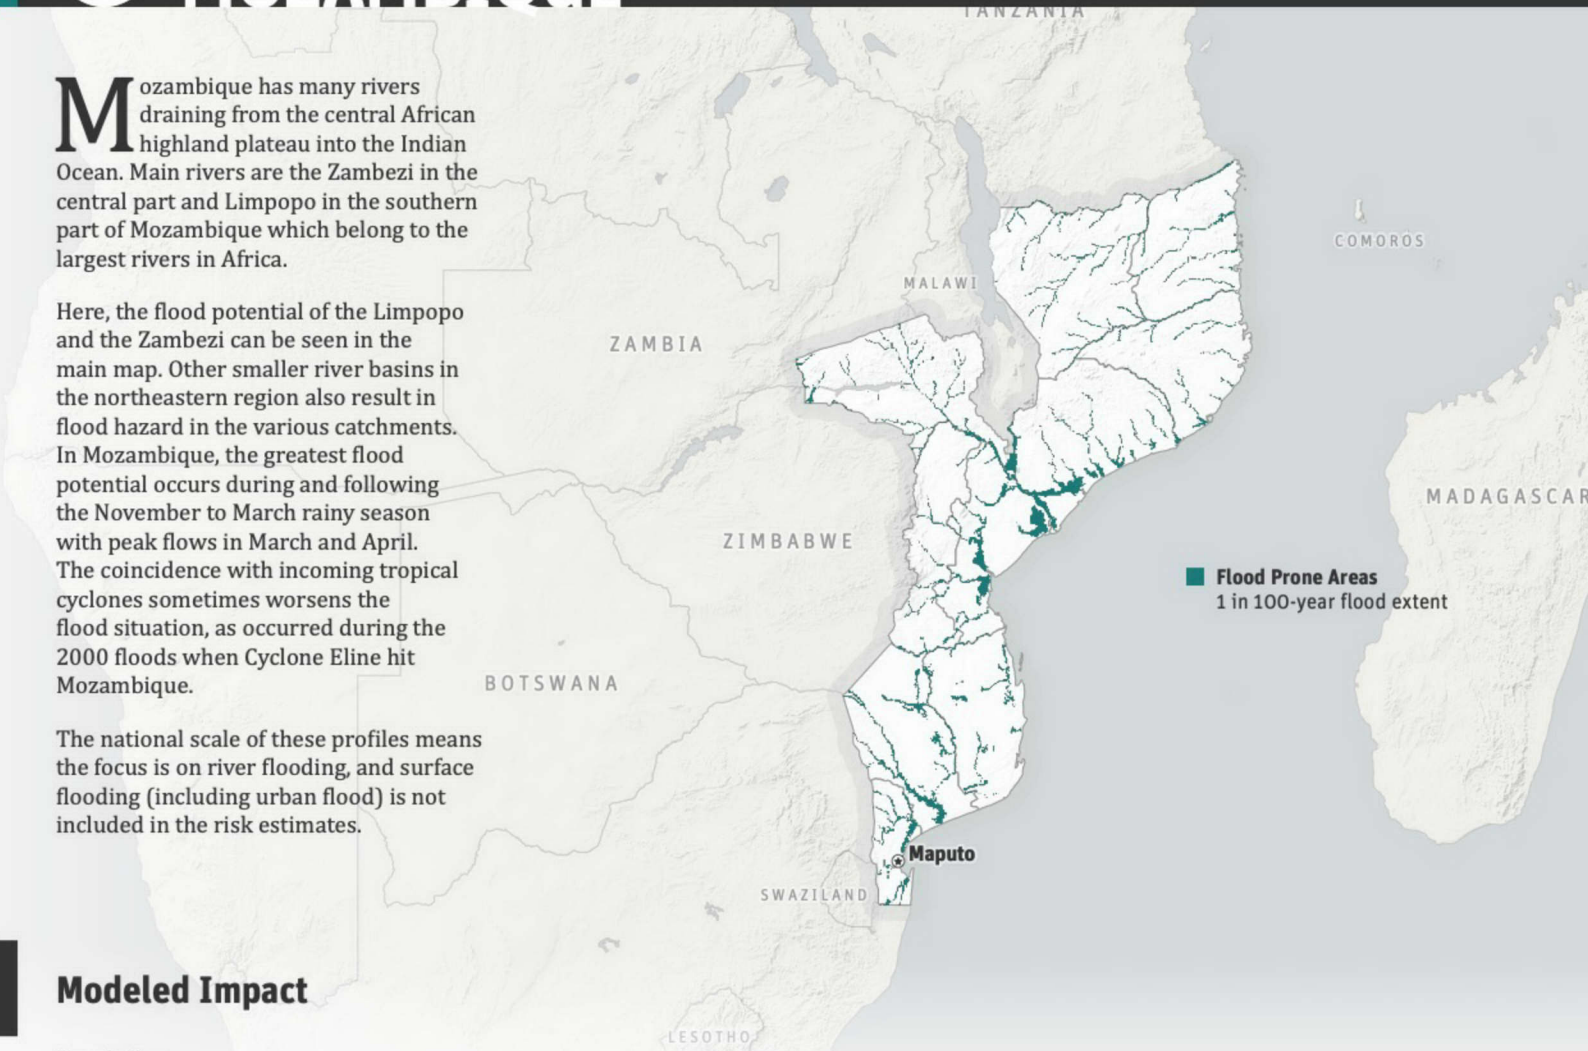 MOZAMBIQUE
TANZANIA
Mozambique has many rivers
draining from the central African
highland plateau into the Indian
Ocean. Main rivers are the Zambezi in the
central part and Limpopo in the southern
part of Mozambique which belong to the
largest rivers in Africa.
Here, the flood potential of the Limpopo
and the Zambezi can be seen in the
main map. Other smaller river basins in
the northeastern region also result in
flood hazard in the various catchments.
In Mozambique, the greatest flood
potential occurs during and following
the November to March rainy season
with peak flows in March and April.
The coincidence with incoming tropical
cyclones sometimes worsens the
flood situation, as occurred during the
2000 floods when Cyclone Eline hit
Mozambique.
The national scale of these profiles means
the focus is on river flooding, and surface
flooding (including urban flood) is not
included in the risk estimates.
COMOROS
MALAWI
ZAMBIA
MADAGASCAR
ZIMBABWE
Flood Prone Areas
1 in 100-year flood extent
BOTSWANA
Maputo
SWAZILAND
Modeled Impact
LESOTHO